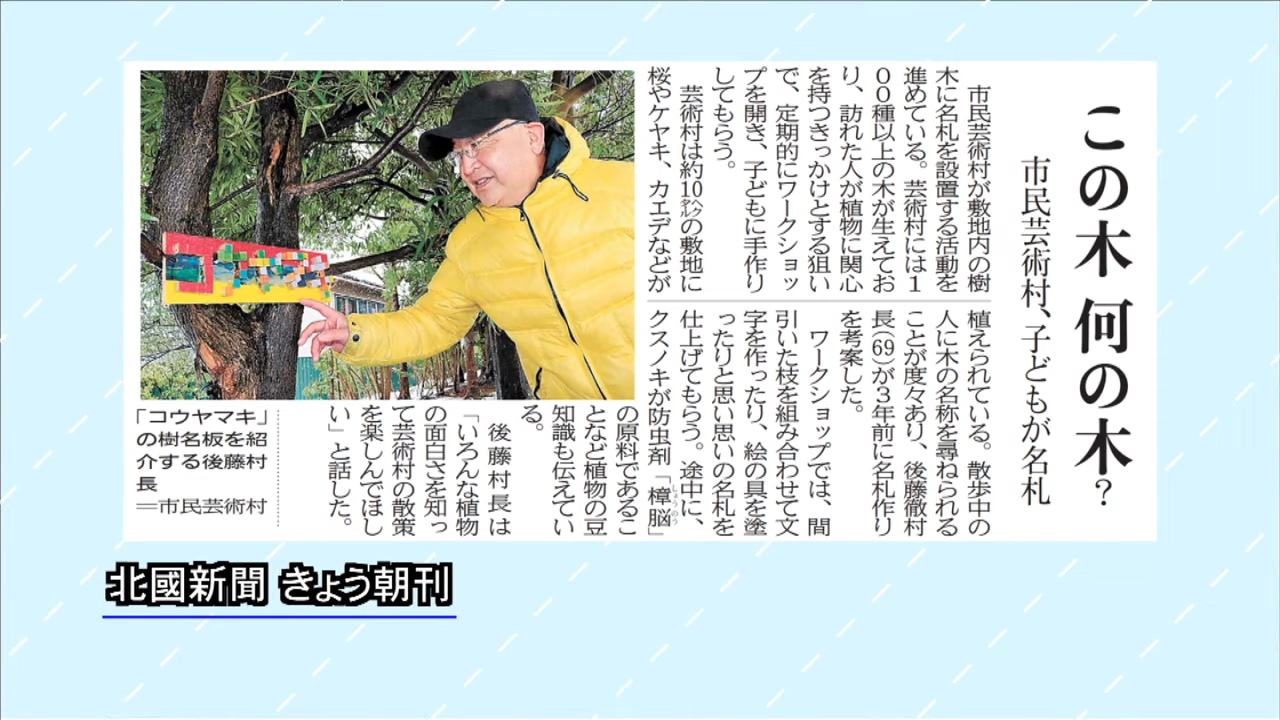 この木 何の木?
市民芸術村、子どもが名札
市民芸術村が敷地内の樹
木に名札を設置する活動を
進めている。芸術村には1
00種以上の木が生えてお
り、訪れた人が植物に関心
を持つきっかけとする狙い
で、定期的にワークショッ
プを開き、子どもに手作り
してもらう。
芸術村は約10ヘクタールの敷地に
桜やケヤキ、カエデなどが
植えられている。散歩中の
人に木の名称を尋ねられる
ことが度々あり、後藤徹村
長(69)が3年前に名札作り
を考案した。
ワークショップでは、間
引いた枝を組み合わせて文
字を作ったり、絵の具を塗
ったりと思い思いの名札を
仕上げてもらう。途中に、
クスノキが防虫剤「樟脳しょうのう」
の原料であるこ
となど植物の豆
知識も伝えてい
る。
後藤村長は
「いろんな植物
の面白さを知っ
て芸術村の散策
を楽しんでほし
い」と話した。
「コウヤマキ」
の樹名板を紹
介する後藤村
長
=市民芸術村
北國新聞 きょう朝刊